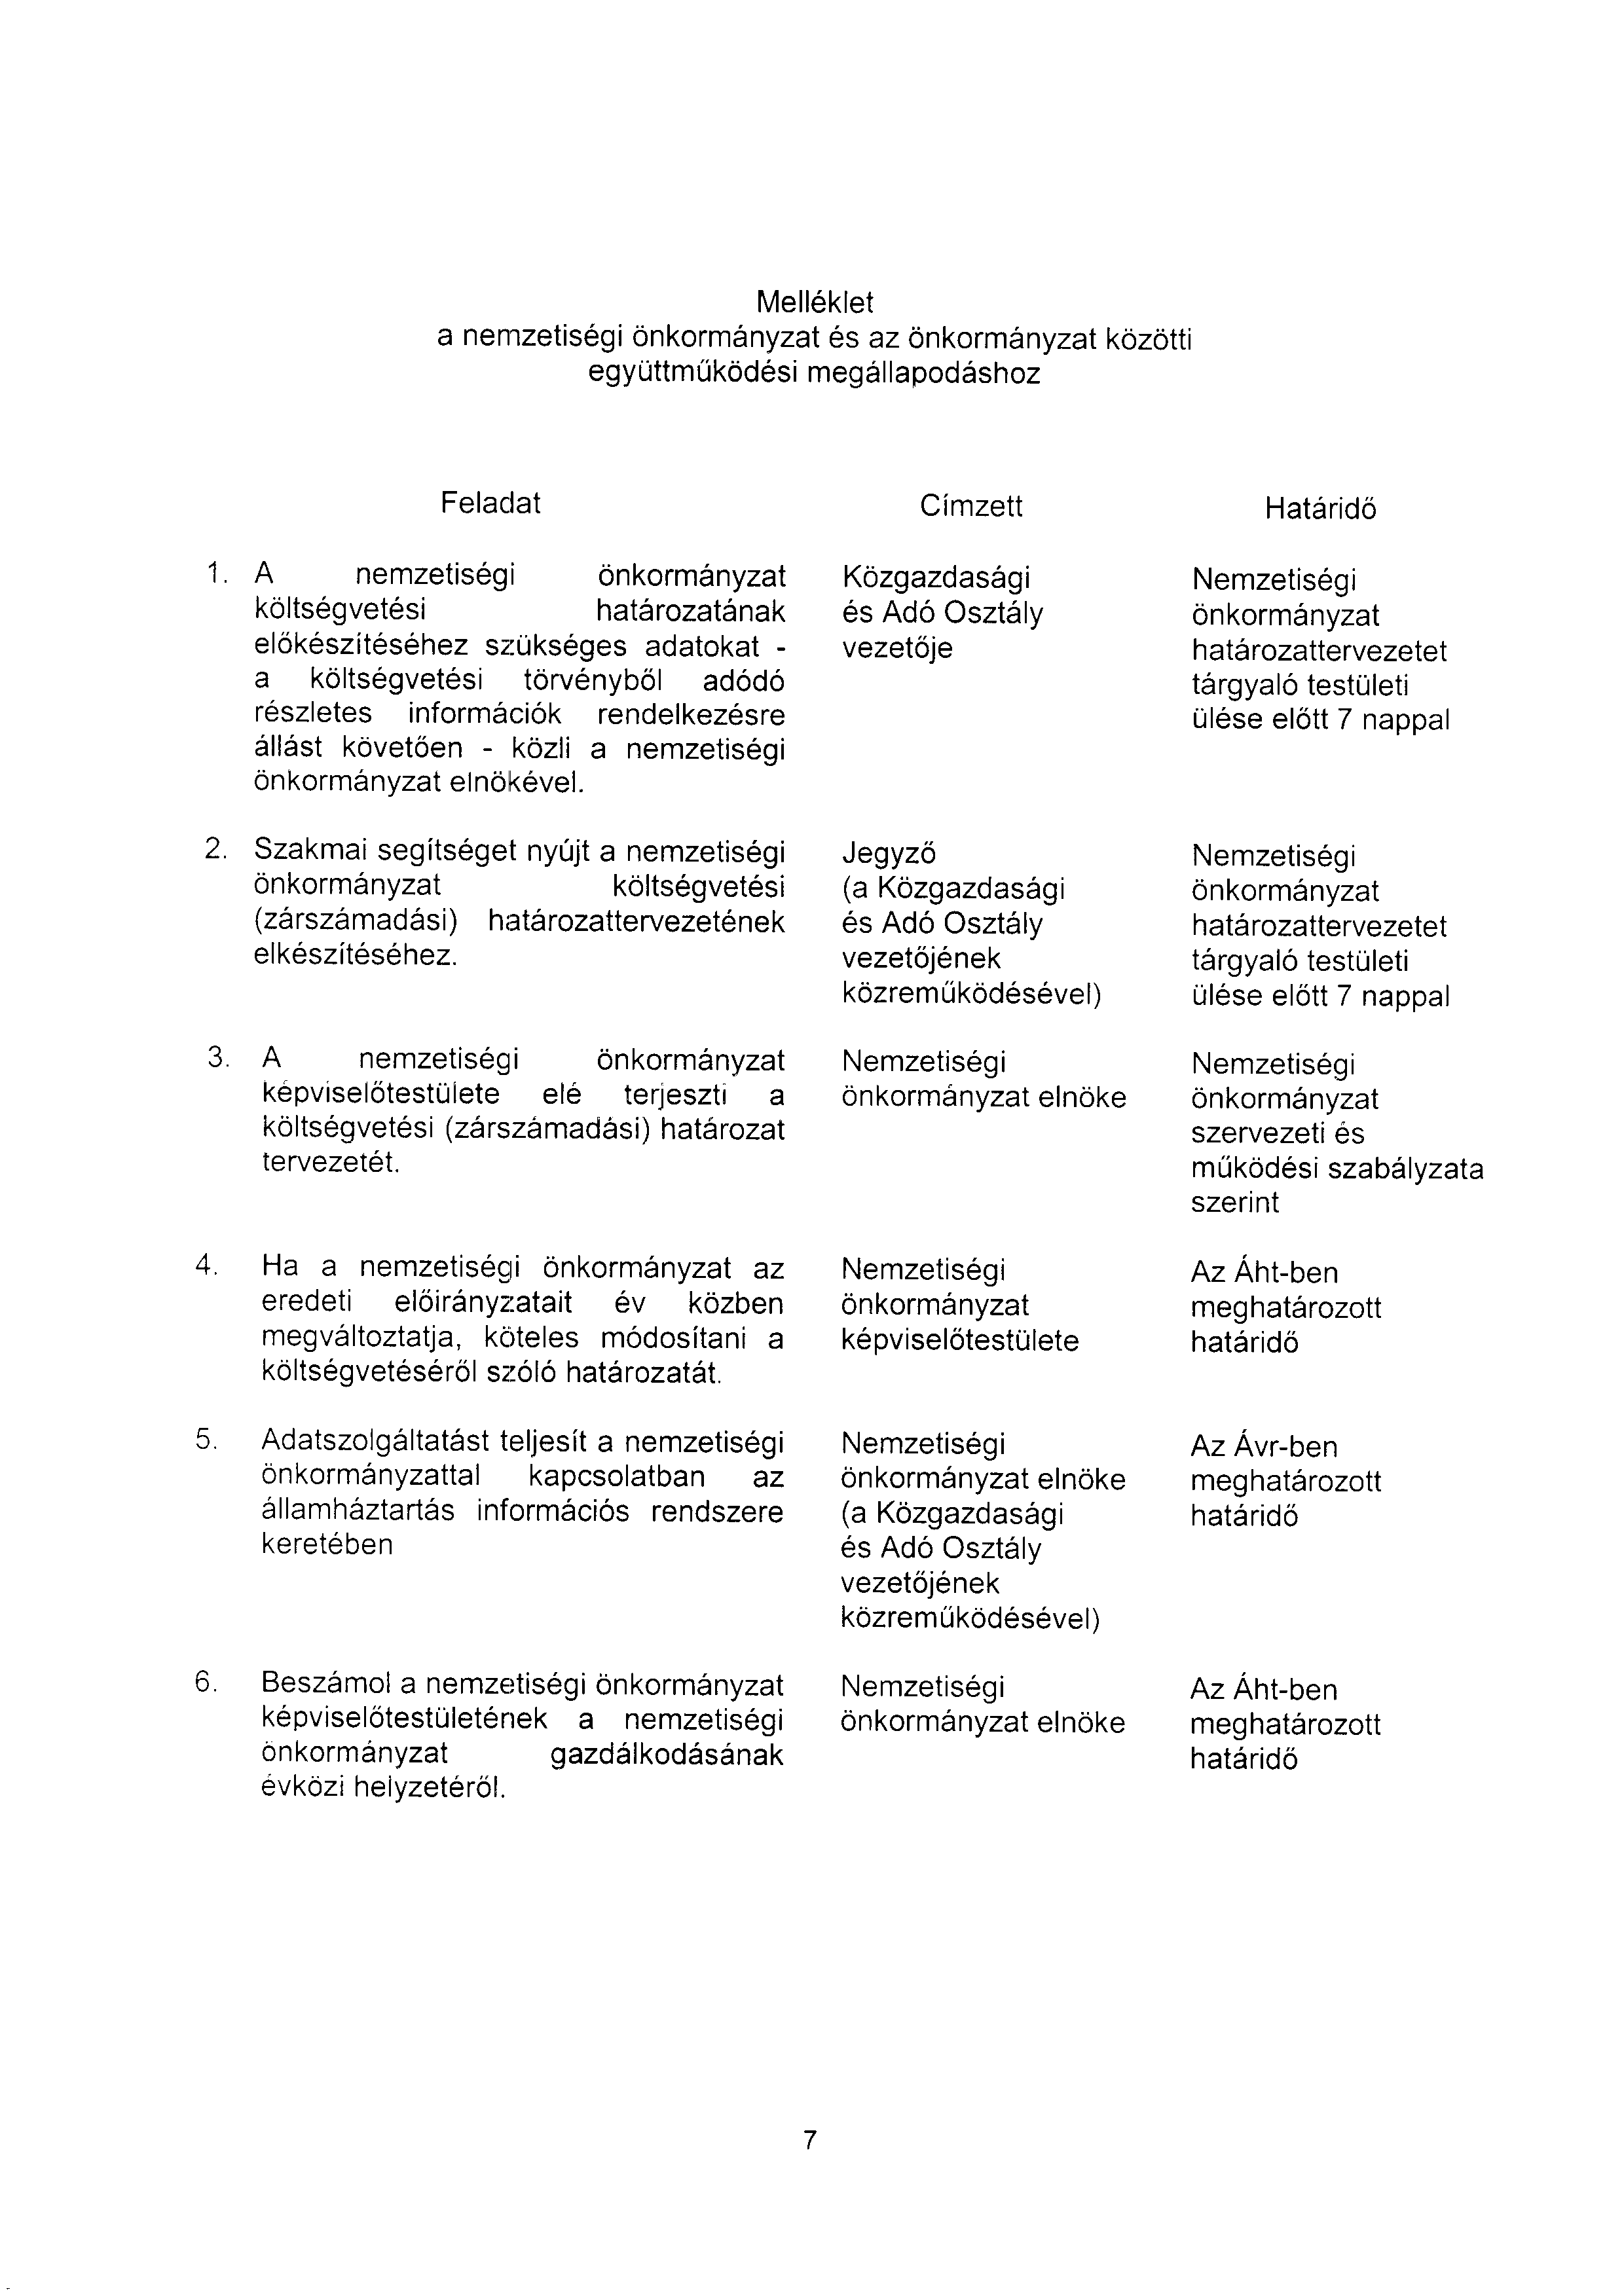 Melléklet
a nemzetiségi önkormányzat és az önkormányzat közötti
együttműködési megállapodáshoz
Feladat
Címzett
Határidő
1. A nemzetiségi önkormányzat
költségvetési határozatának
előkészítéséhez szükséges adatokat -
a költségvetési törvényből adódó
részletes információk rendelkezésre
állást követően - közli a nemzetiségi
önkormányzat elnökével.
Közgazdasági
és Adó Osztály
vezetője
Nemzetiségi
önkormányzat
határozattervezetet
tárgyaló testületi
ülése előtt 7 nappal
2. Szakmai segítséget nyújt a nemzetiségi
önkormányzat költségvetési
(zárszámadási) határozattervezetének
elkészítéséhez.
Jegyző
(a Közgazdasági
és Adó Osztály
vezetőjének
közreműködésével)
Nemzetiségi
önkormányzat
határozattervezetet
tárgyaló testületi
ülése előtt 7 nappal
3. A nemzetiségi önkormányzat
képviselőtestülete elé terjeszti a
költségvetési (zárszámadási) határozat
tervezetét.
Nemzetiségi
önkormányzat elnöke
Nemzetiségi
önkormányzat
szervezeti és
működési szabályzata
szerint
4. Ha a nemzetiségi önkormányzat az
eredeti előirányzatait év közben
megváltoztatja, köteles módosítani a
költségvetéséről szóló határozatát.
Nemzetiségi
önkormányzat
képviselőtestülete
Az Áht-ben
meghatározott
határidő
5. Adatszolgáltatást teljesít a nemzetiségi
önkormányzattal kapcsolatban az
államháztartás információs rendszere
keretében
Nemzetiségi
önkormányzat elnöke
(a Közgazdasági
és Adó Osztály
vezetőjének
közreműködésével)
Az Ávr-ben
meghatározott
határidő
6. Beszámol a nemzetiségi önkormányzat
képviselőtestületének a nemzetiségi
önkormányzat gazdálkodásának
évközi helyzetéről.
Nemzetiségi
önkormányzat elnöke
Az Áht-ben
meghatározott
határidő
7